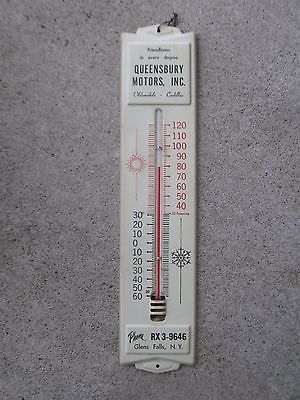 Friendliness
in every degree
QUEENSBURY
MOTORS, INC.
Oldsmobile - Cadillac
120
110
100
90
80
70
60
50
40
32 Freezing
30
20
10
0
10
20
30
40
50
60
Phone RX 3-9646
Glens Falls, N. Y.